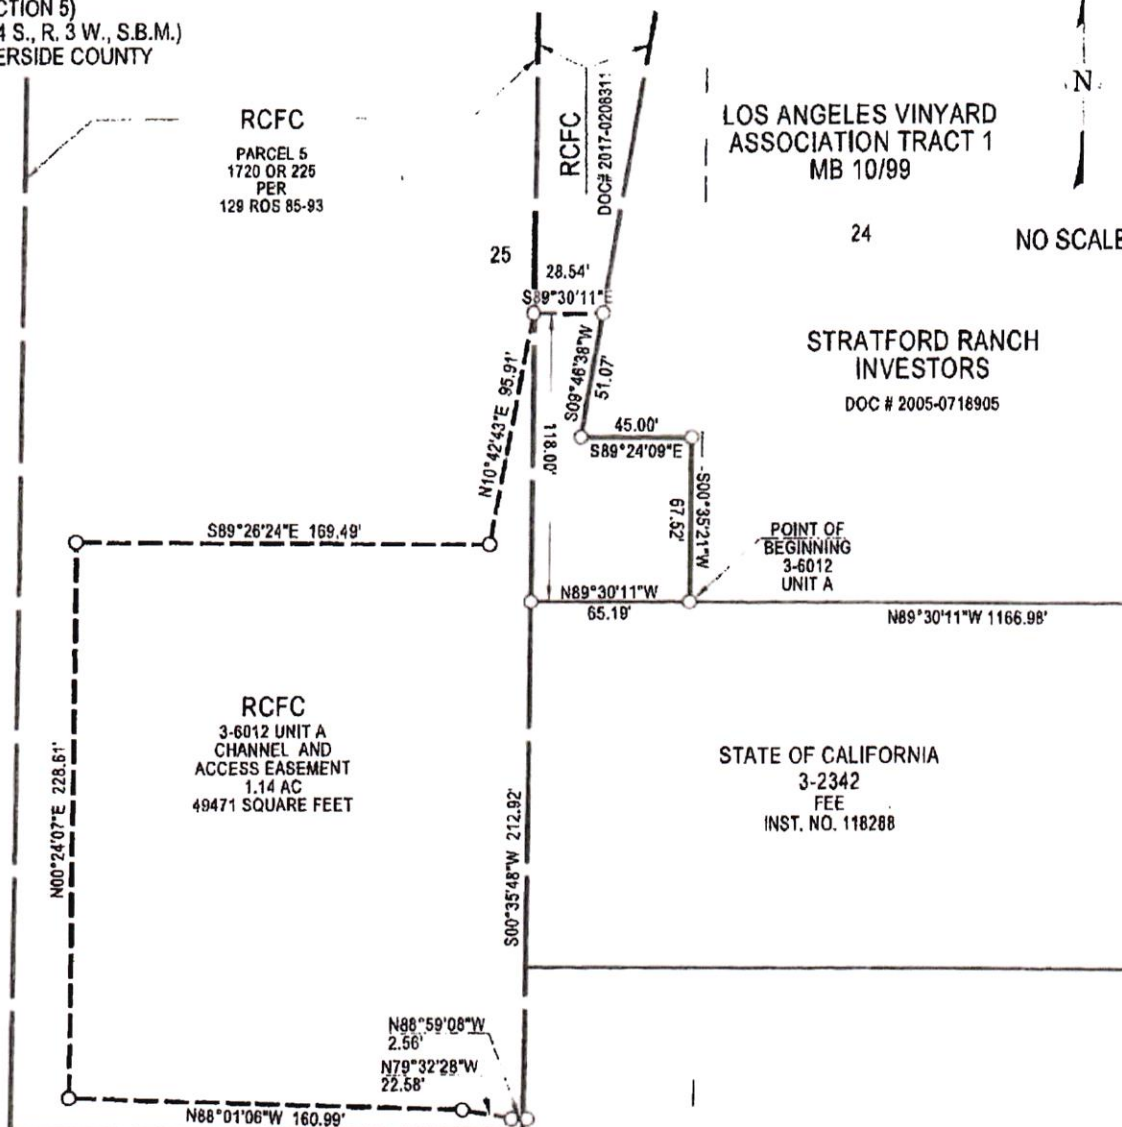 CTION 5)
4 S., R. 3 W., S.B.M.)
ERSIDE COUNTY
RCFC
PARCEL 5
1720 OR 225
PER
129 ROS 85-93
RCFC
DOC# 2017-0208311
LOS ANGELES VINYARD
ASSOCIATION TRACT 1
MB 10/99
N
24
NO SCALE
25
28.54'
S89°30'11"E
STRATFORD RANCH
INVESTORS
DOC # 2005-0718905
N10°42'43"E 95.91'
118.00'
S09°46'38"W
51.07'
45.00'
S89°24'09"E
S00°35'21"W
67.52'
S89°26'24"E 169.49'
POINT OF
BEGINNING
3-6012
UNIT A
N89°30'11"W
65.19'
N89°30'11"W 1166.98'
RCFC
3-6012 UNIT A
CHANNEL AND
ACCESS EASEMENT
1.14 AC
49471 SQUARE FEET
STATE OF CALIFORNIA
3-2342
FEE
INST. NO. 118288
N00°24'07"E 228.61'
S00°35'48"W 212.92'
N88°59'08"W
2.56'
N79°32'28"W
22.58'
N88°01'06"W 160.99'